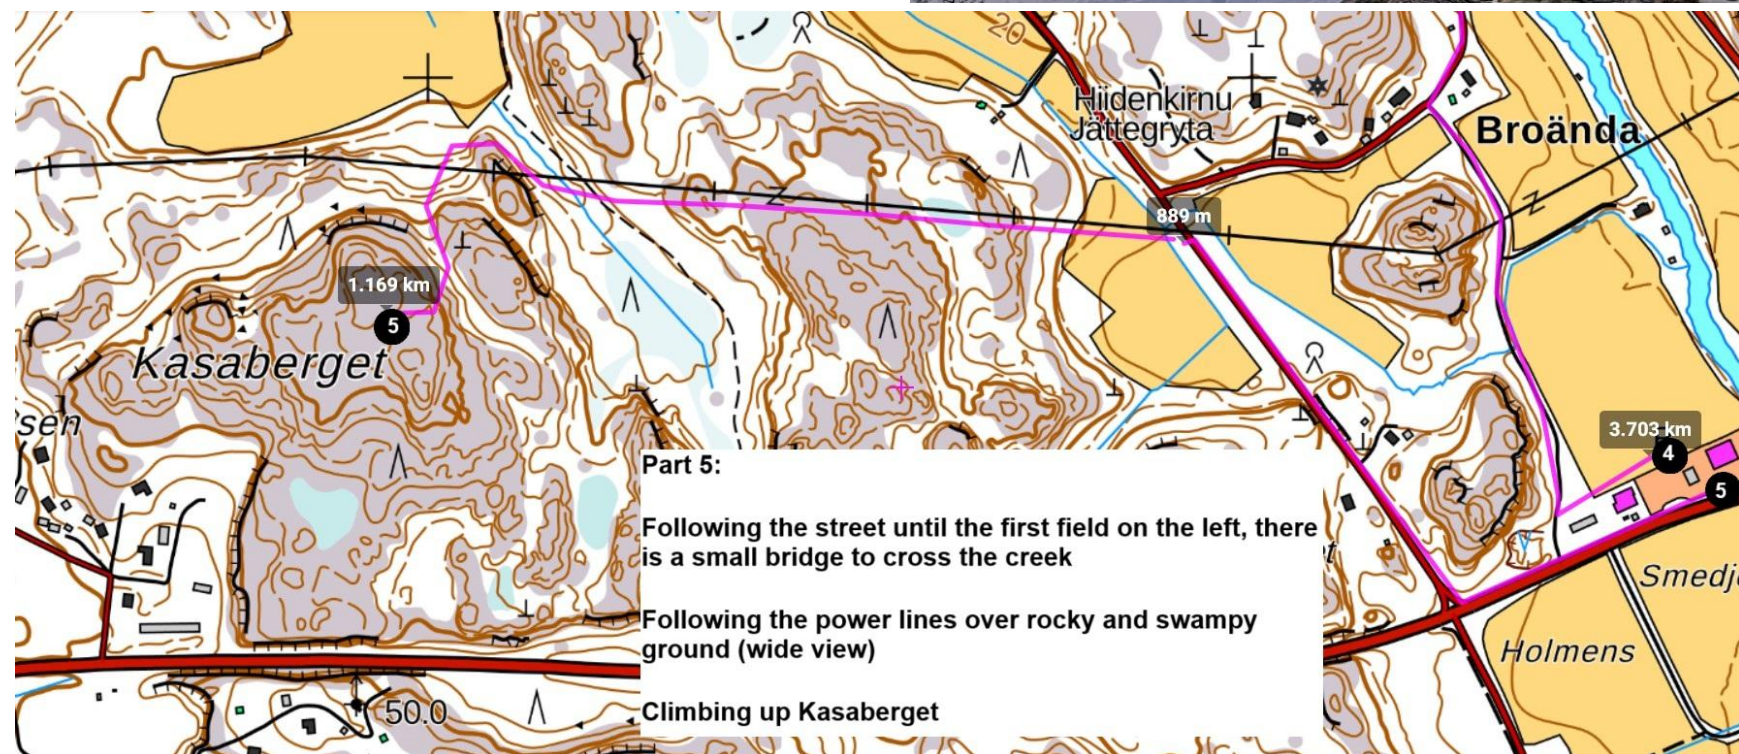 20
Hiidenkirnu
Jättegryta
Broända
889 m
1.169 km
5
Kasaberget
sen
3.703 km
4
5
Part 5:
Following the street until the first field on the left, there
is a small bridge to cross the creek
Following the power lines over rocky and swampy
ground (wide view)
Climbing up Kasaberget
t
Smedj
Holmens
50.0